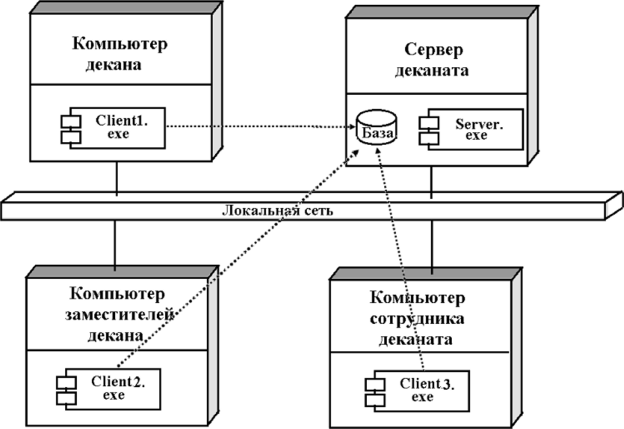 Компьютер
декана
Client1.
exe
Сервер
деканата
База
Server.
exe
Локальная сеть
Компьютер
заместителей
декана
Client2.
exe
Компьютер
сотрудника
деканата
Client3.
exe